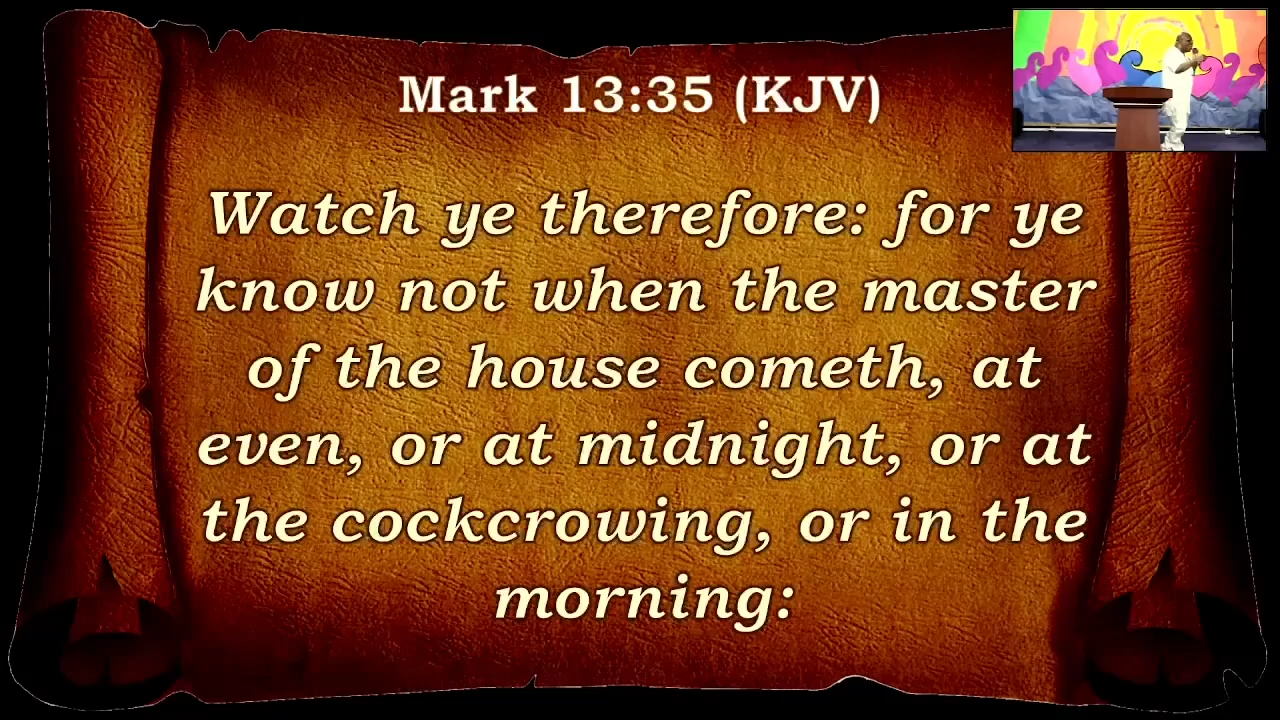 Mark 13:35 (KJV)
Watch ye therefore: for ye
know not when the master
of the house cometh, at
even, or at midnight, or at
the cockcrowing, or in the
morning: